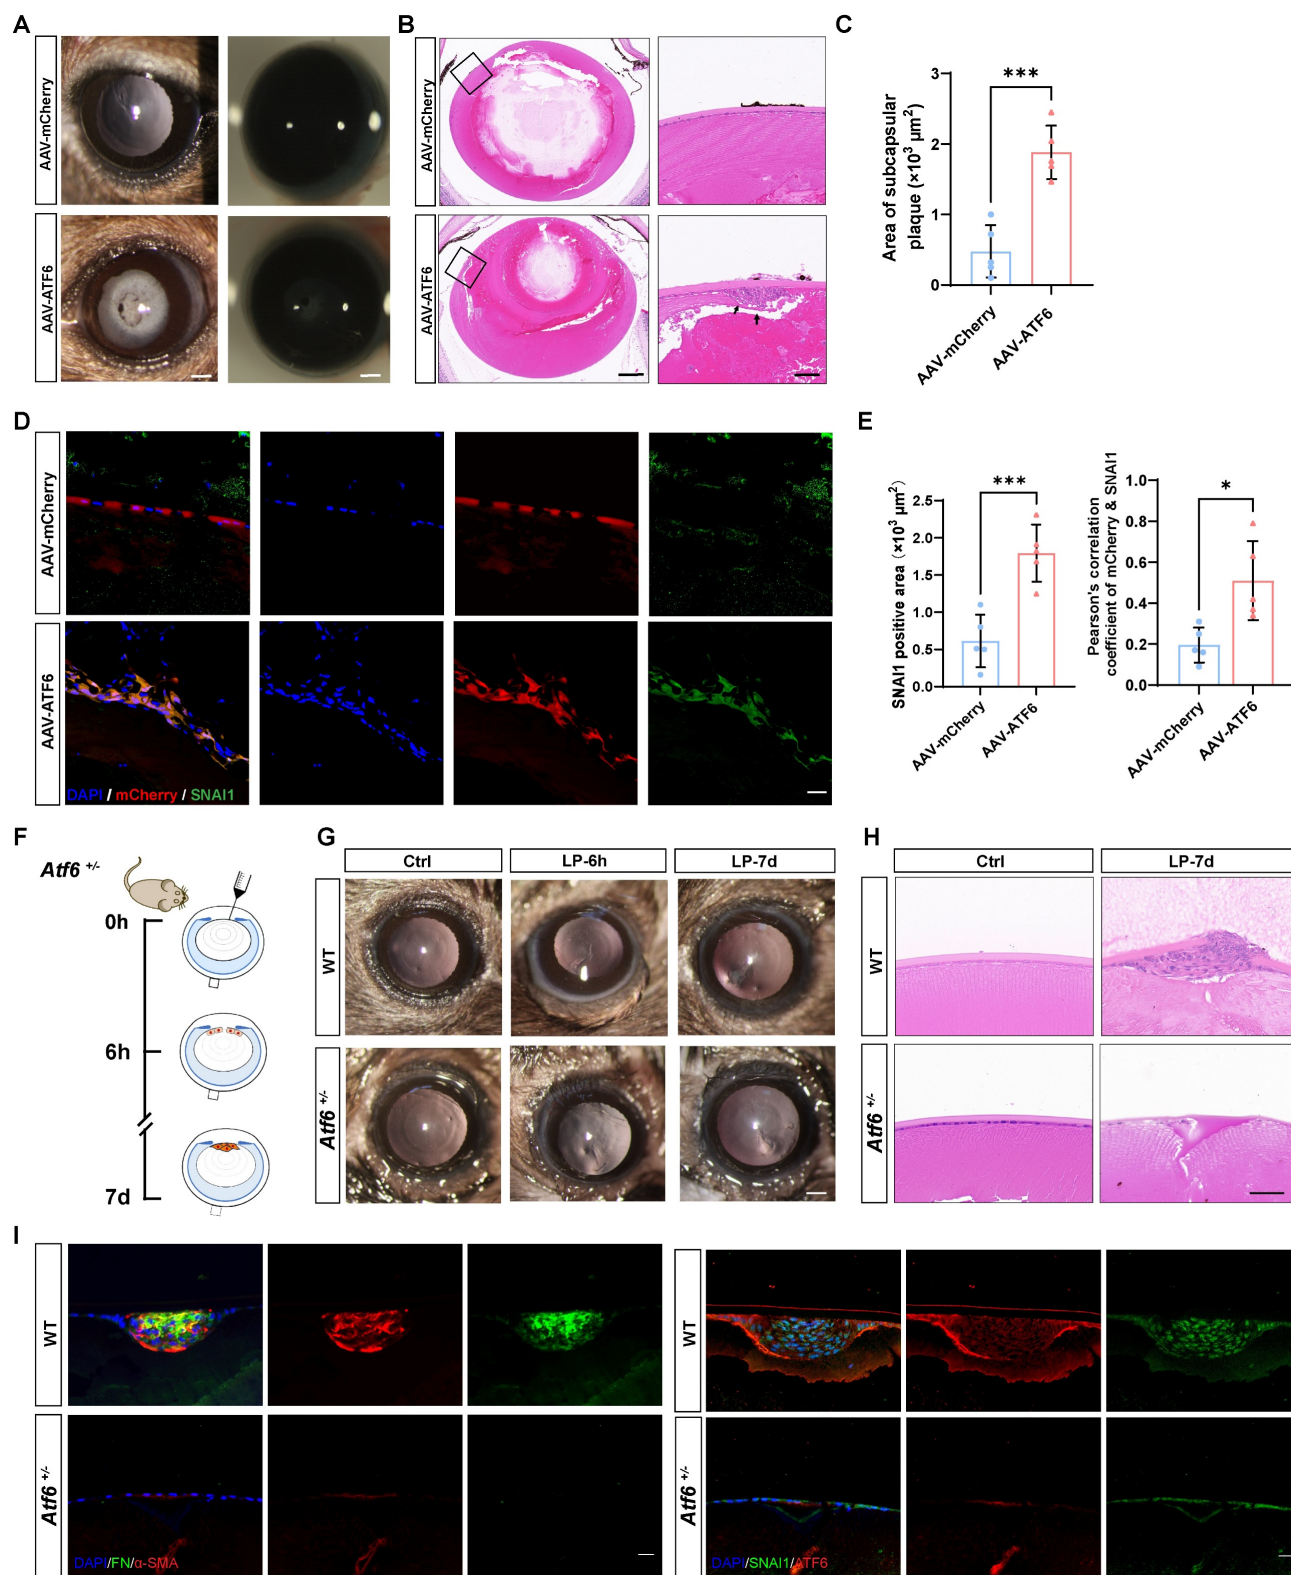 A
AAV-mCherry
AAV-ATF6
B
AAV-mCherry
AAV-ATF6
C
Area of subcapsular
plaque (×10³ μm²)
3
2
1
0
***
AAV-mCherry
AAV-ATF6
D
AAV-mCherry
AAV-ATF6
DAPI / mCherry / SNAI1
E
SNAI1 positive area (×10³ μm²)
2.5
2.0
1.5
1.0
0.5
0.0
***
AAV-mCherry
AAV-ATF6
Pearson's correlation
coefficient of mCherry & SNAI1
1.0
0.8
0.6
0.4
0.2
0.0
*
AAV-mCherry
AAV-ATF6
F
Atf6 +/-
0h
6h
7d
G
Ctrl
LP-6h
LP-7d
WT
Atf6 +/-
H
Ctrl
LP-7d
WT
Atf6 +/-
I
WT
Atf6 +/-
DAPI/FN/α-SMA
WT
Atf6 +/-
DAPI/SNAI1/ATF6